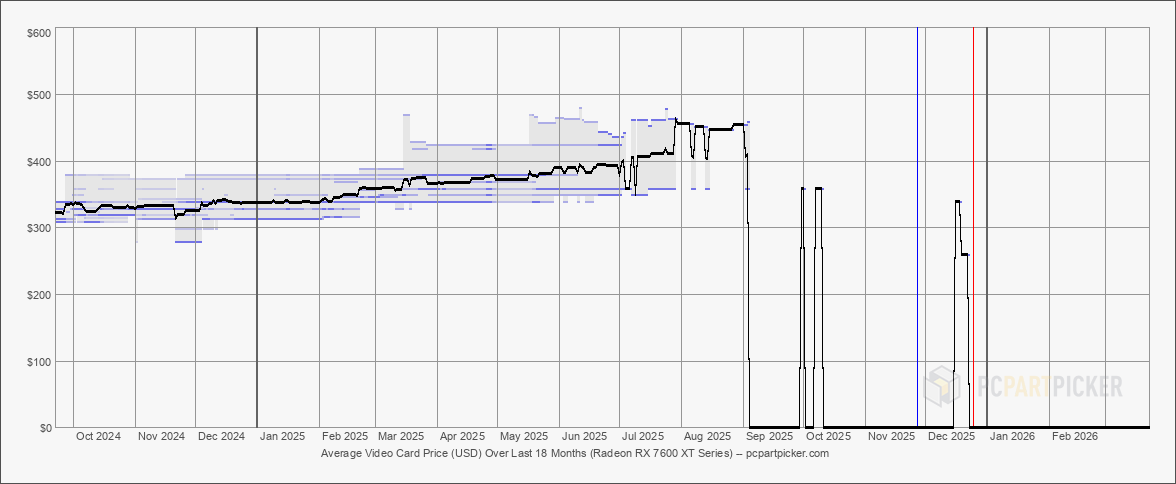 $600
$500
$400
$300
$200
$100
$0
PCPARTPICKER
Oct 2024 Nov 2024 Dec 2024 Jan 2025 Feb 2025 Mar 2025 Apr 2025 May 2025 Jun 2025 Jul 2025 Aug 2025 Sep 2025 Oct 2025 Nov 2025 Dec 2025 Jan 2026 Feb 2026
Average Video Card Price (USD) Over Last 18 Months (Radeon RX 7600 XT Series) -- pcpartpicker.com